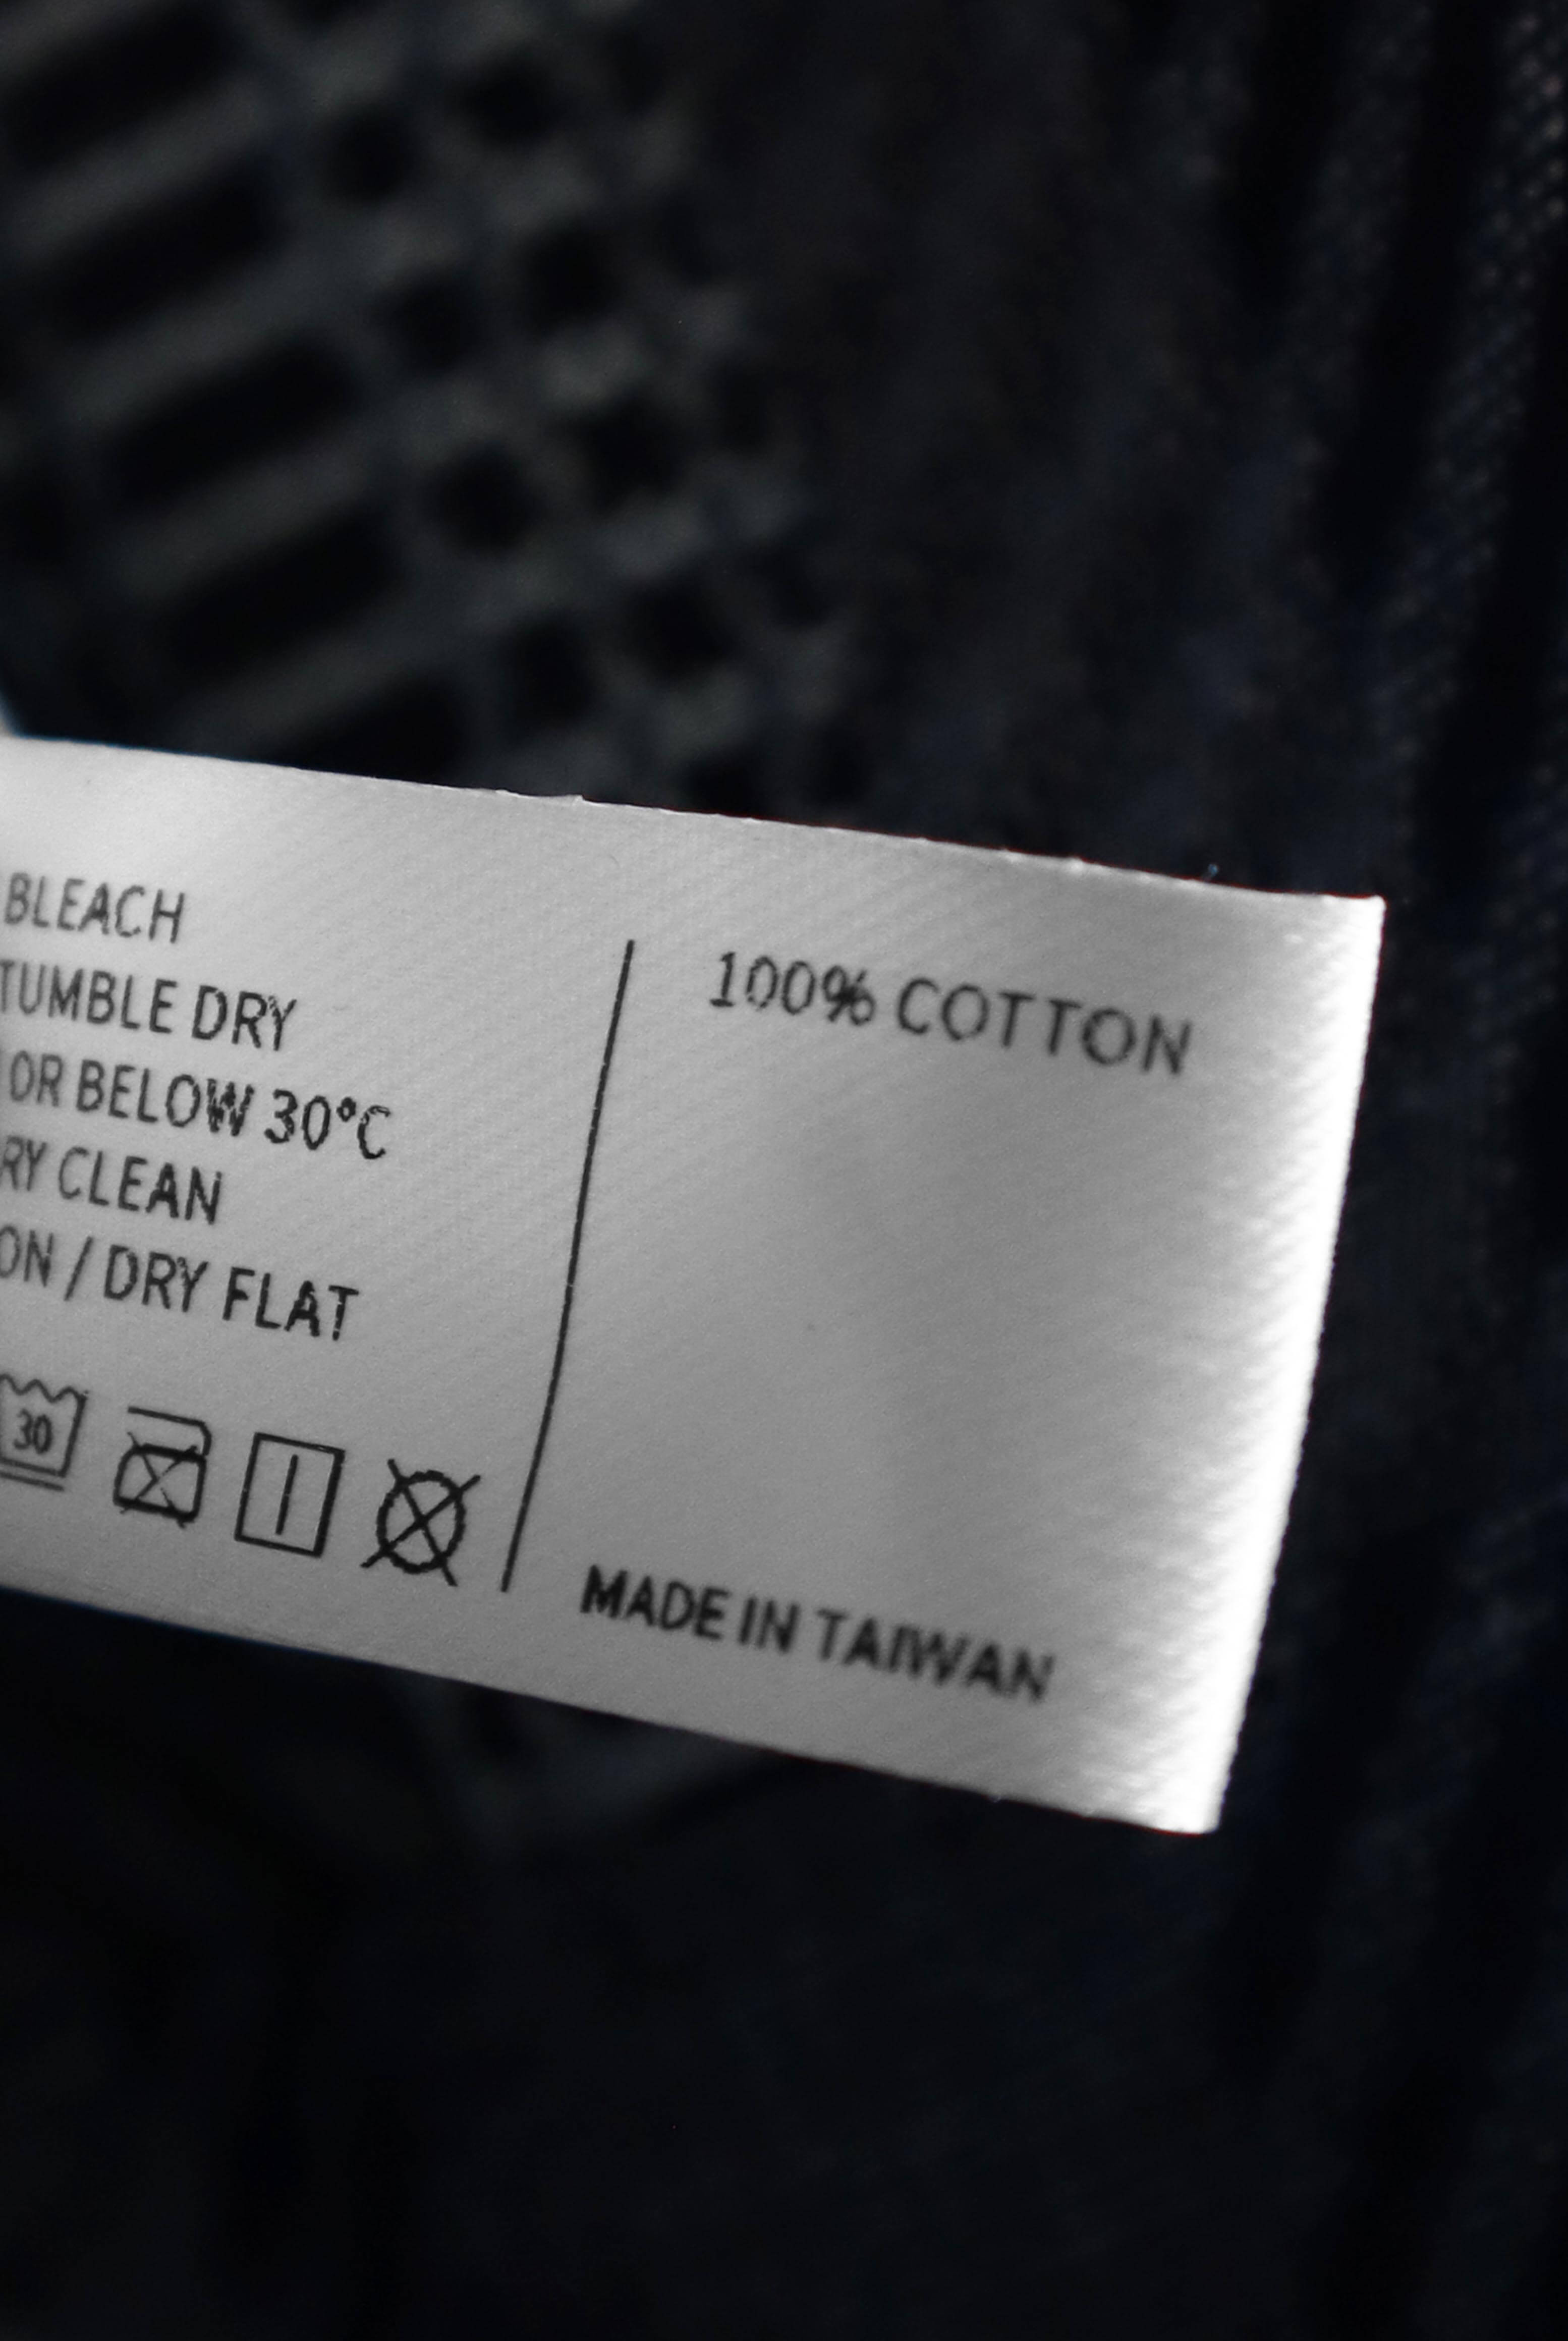 BLEACH
TUMBLE DRY
OR BELOW 30°C
RY CLEAN
ON / DRY FLAT
30
100% COTTON
MADE IN TAIWAN